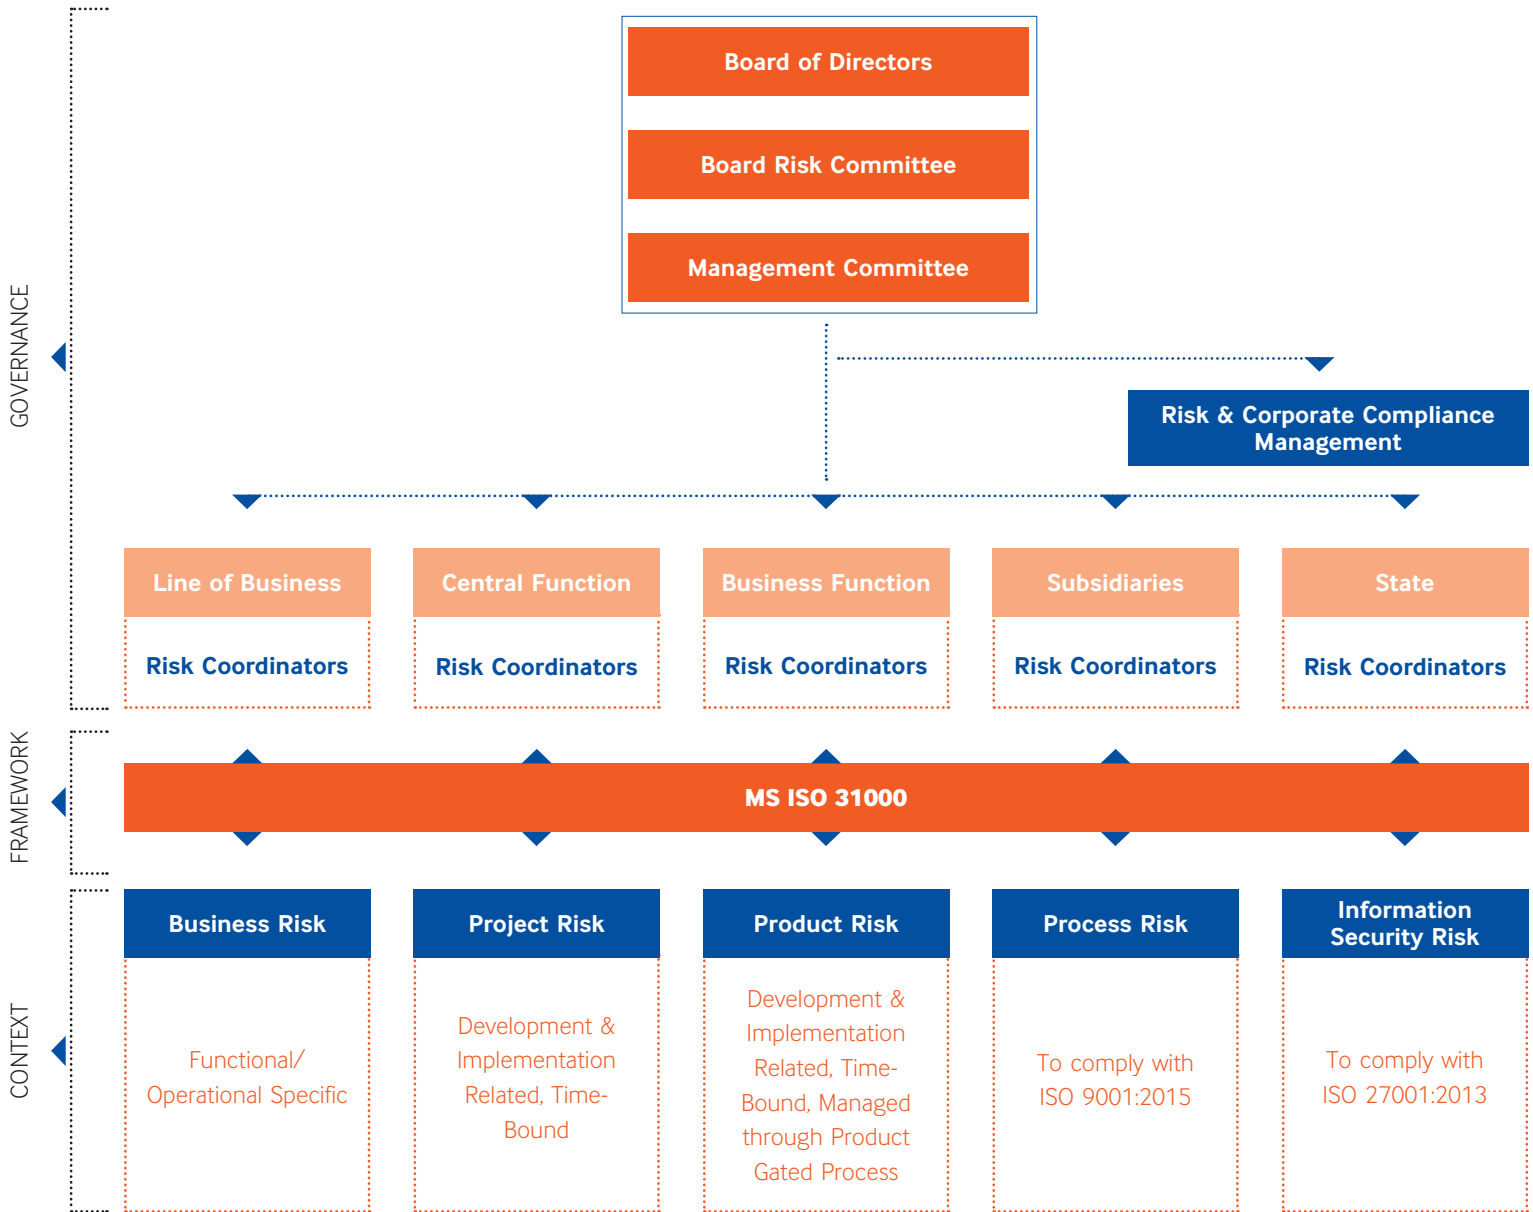 Board of Directors
Board Risk Committee
Management Committee
GOVERNANCE
Risk & Corporate Compliance
Management
Line of Business
Risk Coordinators
Central Function
Risk Coordinators
Business Function
Risk Coordinators
Subsidiaries
Risk Coordinators
State
Risk Coordinators
FRAMEWORK
MS ISO 31000
CONTEXT
Business Risk
Functional/
Operational Specific
Project Risk
Development &
Implementation
Related, Time-
Bound
Product Risk
Development &
Implementation
Related, Time-
Bound, Managed
through Product
Gated Process
Process Risk
To comply with
ISO 9001:2015
Information
Security Risk
To comply with
ISO 27001:2013